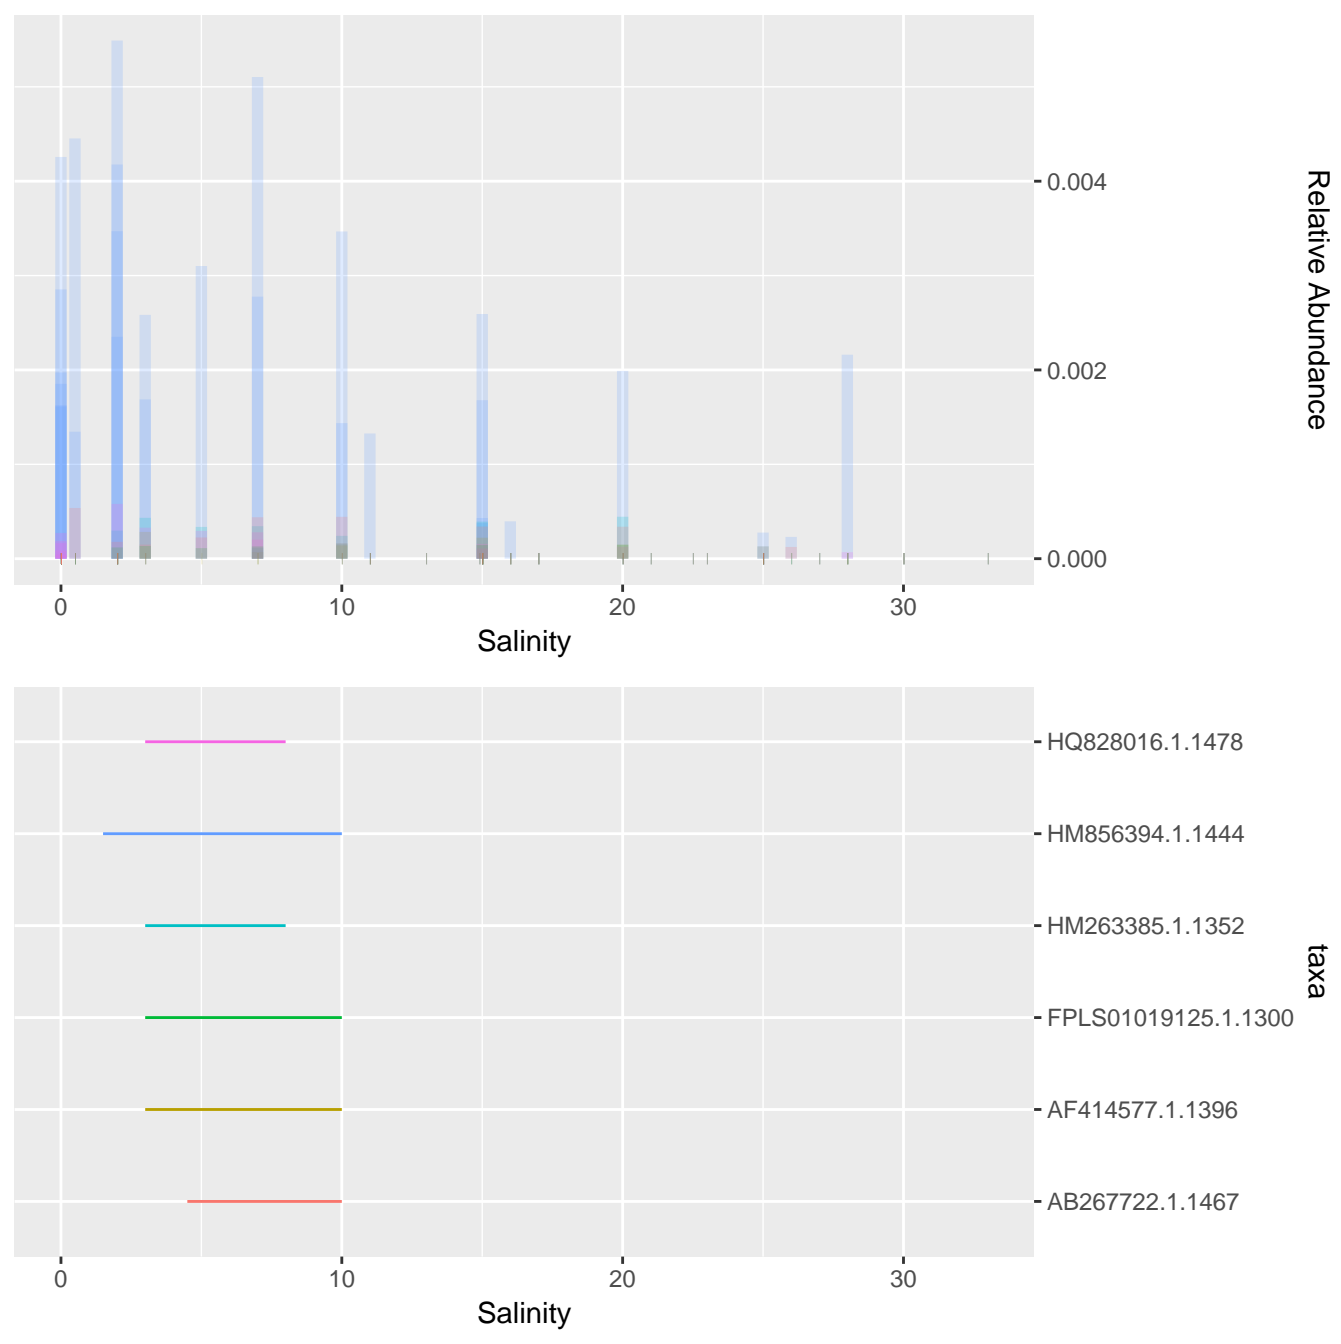 0.004
0.002
0.000
Relative Abundance
0 10 20 30
Salinity
HQ828016.1.1478
HM856394.1.1444
HM263385.1.1352
FPLS01019125.1.1300
AF414577.1.1396
AB267722.1.1467
taxa
0 10 20 30
Salinity